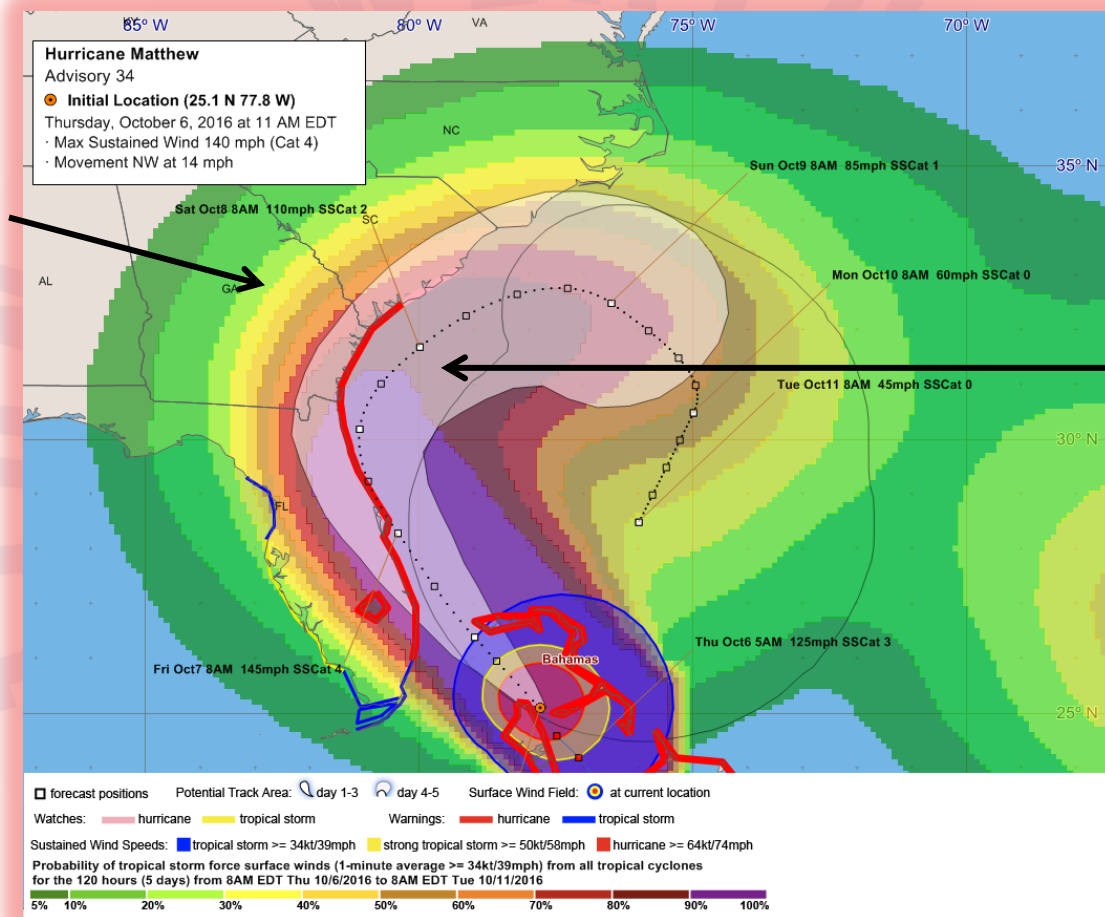 85° W 80° W 75° W 70° W
KY
VA
Hurricane Matthew
Advisory 34
Initial Location (25.1 N 77.8 W)
Thursday, October 6, 2016 at 11 AM EDT
· Max Sustained Wind 140 mph (Cat 4)
· Movement NW at 14 mph
NC
Sun Oct9 8AM 85mph SSCat 1
35° N
Sat Oct8 8AM 110mph SSCat 2
SC
AL
GA
Mon Oct10 8AM 60mph SSCat 0
Tue Oct11 8AM 45mph SSCat 0
30° N
FL
Thu Oct6 5AM 125mph SSCat 3
Bahamas
Fri Oct7 8AM 145mph SSCat 4
25° N
forecast positions Potential Track Area: day 1-3 day 4-5 Surface Wind Field: at current location
Watches: hurricane tropical storm Warnings: hurricane tropical storm
Sustained Wind Speeds: tropical storm >= 34kt/39mph strong tropical storm >= 50kt/58mph hurricane >= 64kt/74mph
Probability of tropical storm force surface winds (1-minute average >= 34kt/39mph) from all tropical cyclones
for the 120 hours (5 days) from 8AM EDT Thu 10/6/2016 to 8AM EDT Tue 10/11/2016
5% 10% 20% 30% 40% 50% 60% 70% 80% 90% 100%